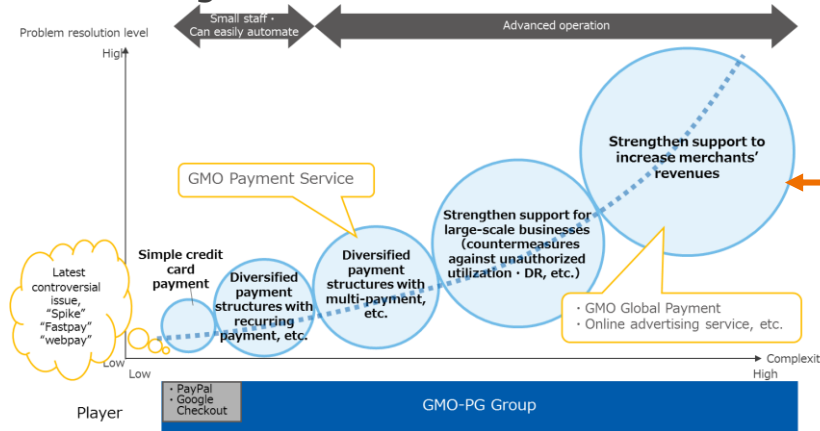 Small staff・
Can easily automate
Advanced operation
Problem resolution level
High
Strengthen support to
increase merchants’
revenues
GMO Payment Service
Strengthen support for
large-scale businesses
(countermeasures
against unauthorized
utilization・DR, etc.)
Simple credit
card
payment
Diversified
payment
structures with
multi-payment,
etc.
Diversified
payment
structures with
recurring
payment, etc.
Latest
controversial
issue,
“Spike”
“Fastpay”
“webpay”
・GMO Global Payment
・Online advertising service, etc.
Low
Low
Complexit
High
Player
・PayPal
・Google
Checkout
GMO-PG Group